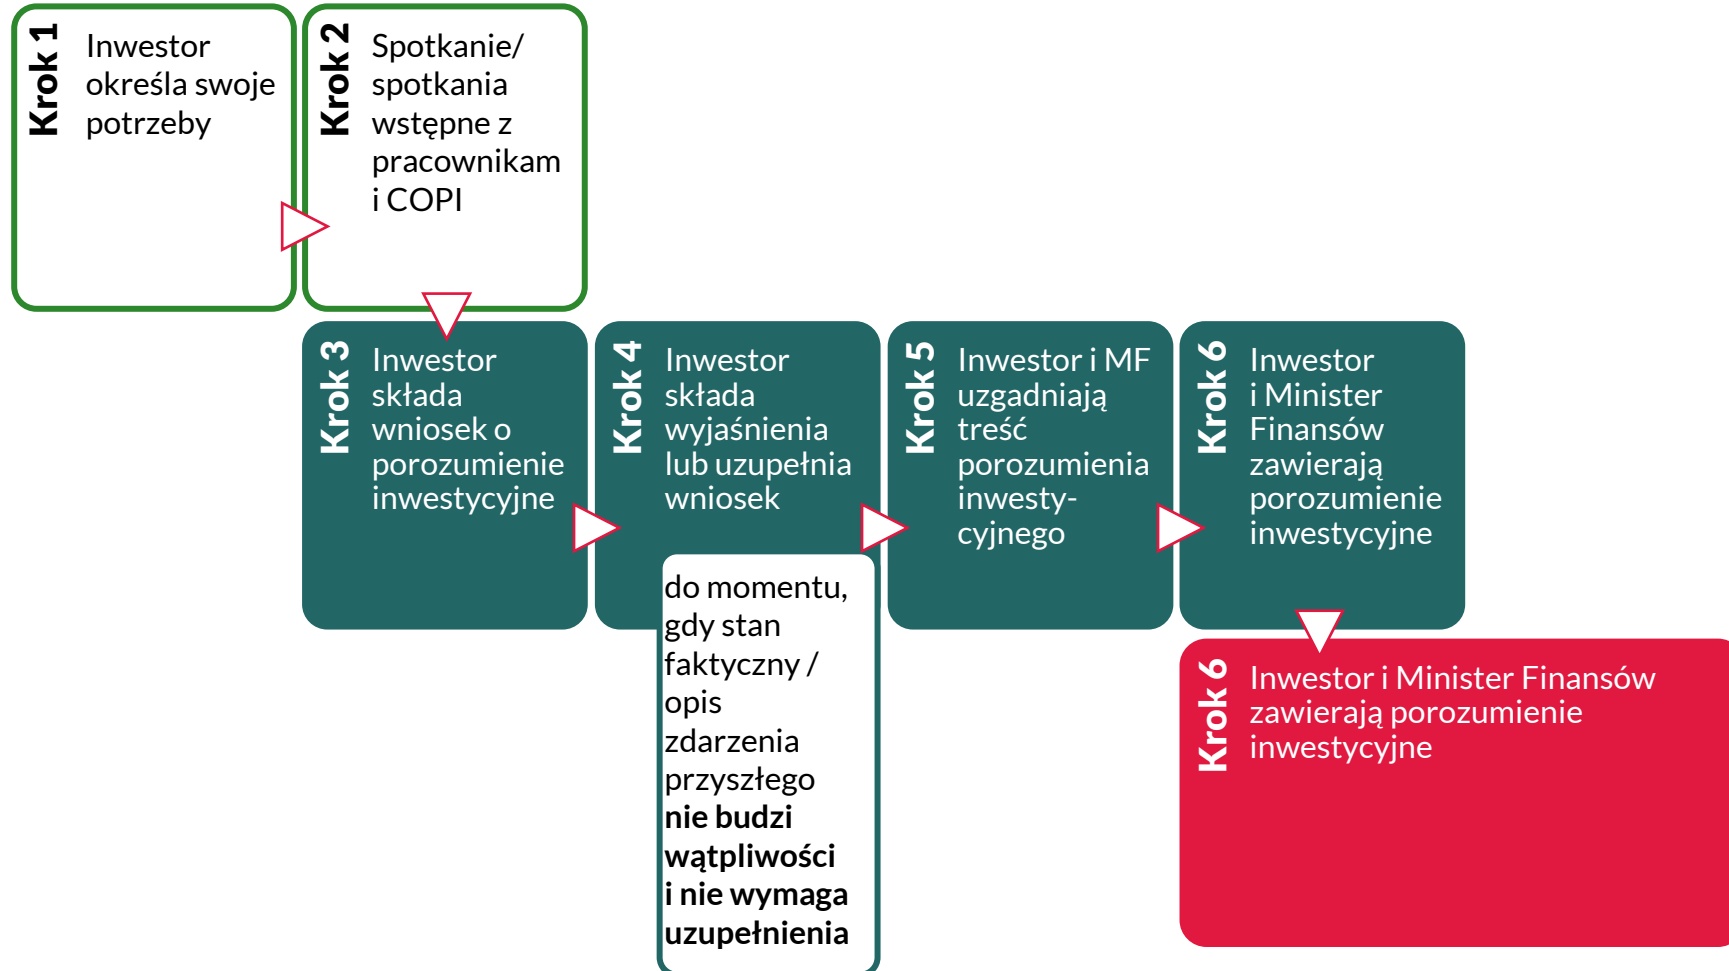 Krok 1
Inwestor
określa swoje
potrzeby
Krok 2
Spotkanie/
spotkania
wstępne z
pracownikam
i COPI
Krok 3
Inwestor
składa
wniosek o
porozumienie
inwestycyjne
Krok 4
Inwestor
składa
wyjaśnienia
lub uzupełnia
wniosek
do momentu,
gdy stan
faktyczny /
opis
zdarzenia
przyszłego
nie budzi
wątpliwości
i nie wymaga
uzupełnienia
Krok 5
Inwestor i MF
uzgadniają
treść
porozumienia
inwesty-
cyjnego
Krok 6
Inwestor
i Minister
Finansów
zawierają
porozumienie
inwestycyjne
Krok 6
Inwestor i Minister Finansów
zawierają porozumienie
inwestycyjne